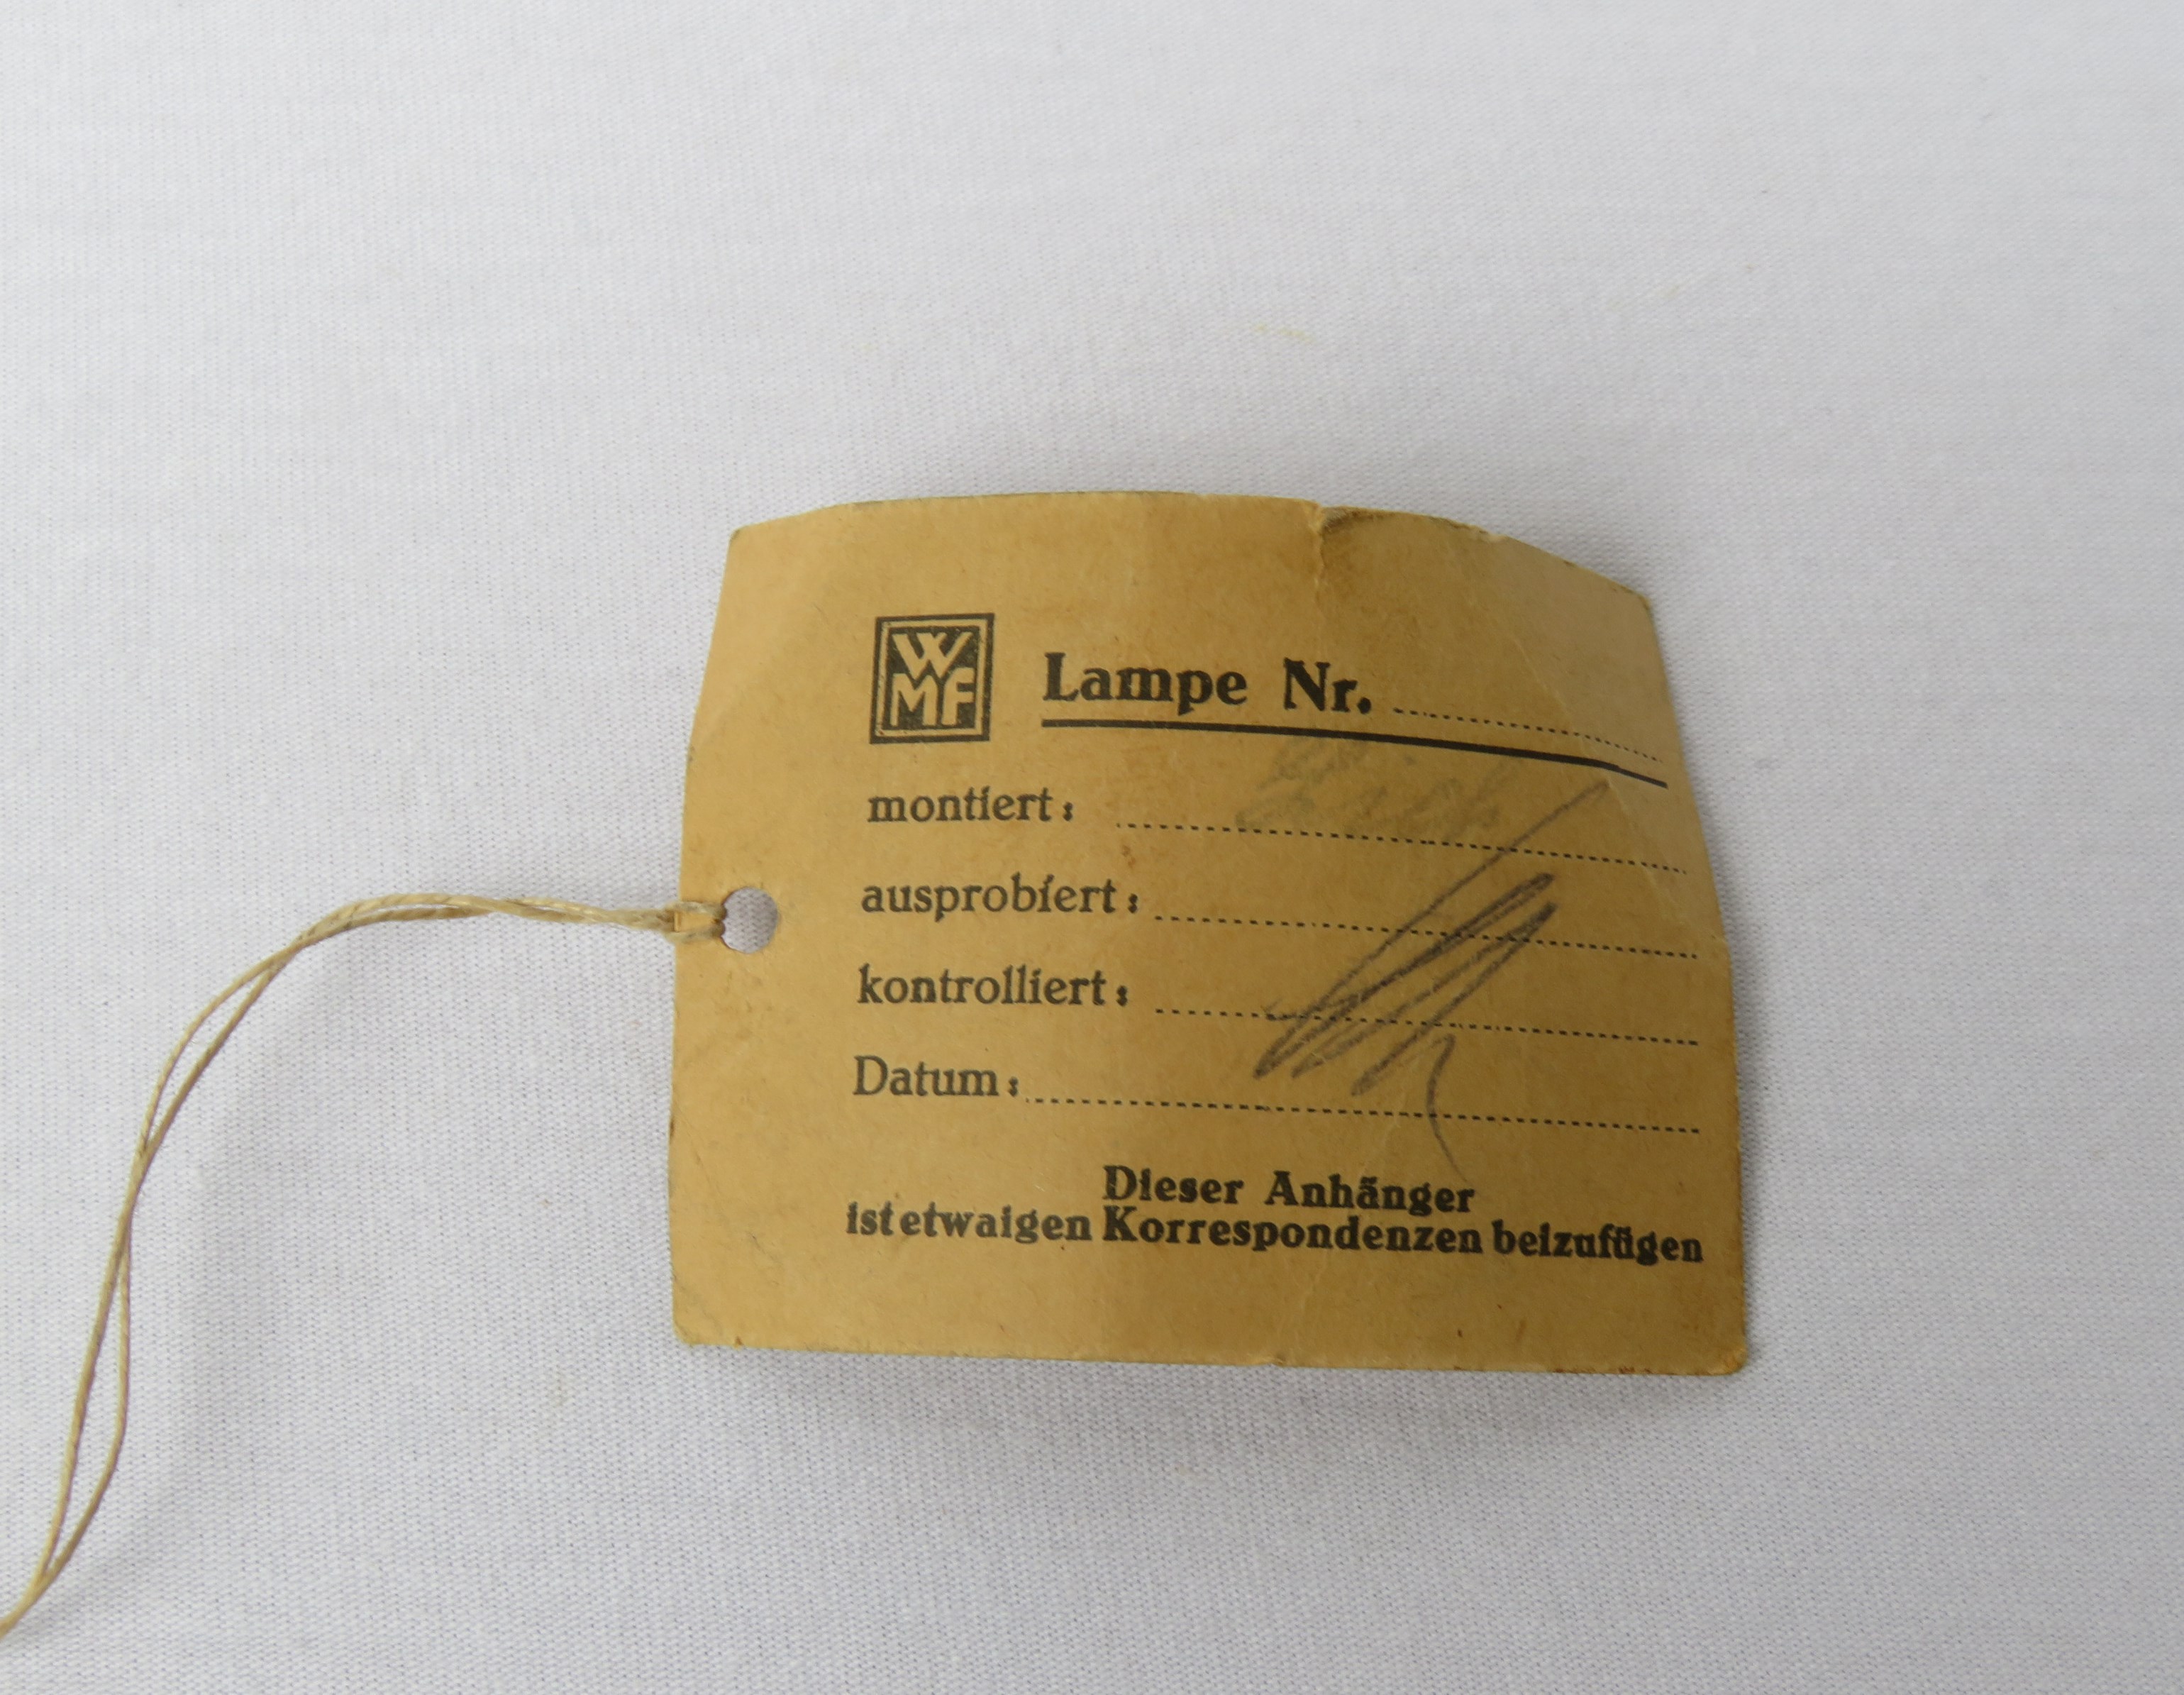 WMF
Lampe Nr.
montiert:
ausprobiert:
kontrolliert:
Datum:
Dieser Anhänger
ist etwaigen Korrespondenzen beizufügen